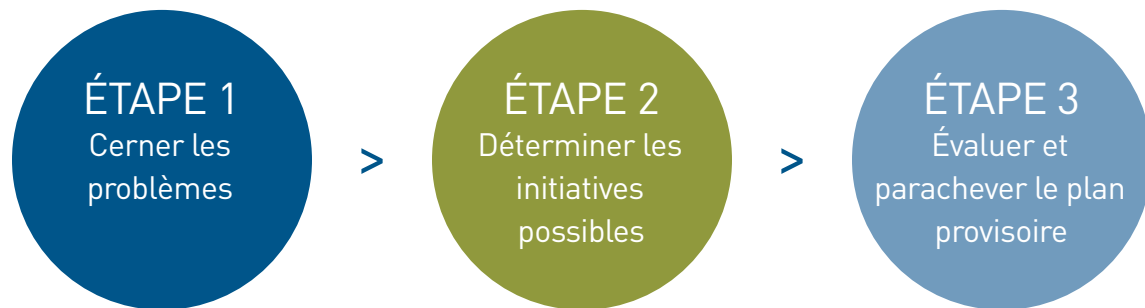 ÉTAPE 1
Cerner les
problèmes
>
ÉTAPE 2
Déterminer les
initiatives
possibles
>
ÉTAPE 3
Évaluer et
parachever le plan
provisoire